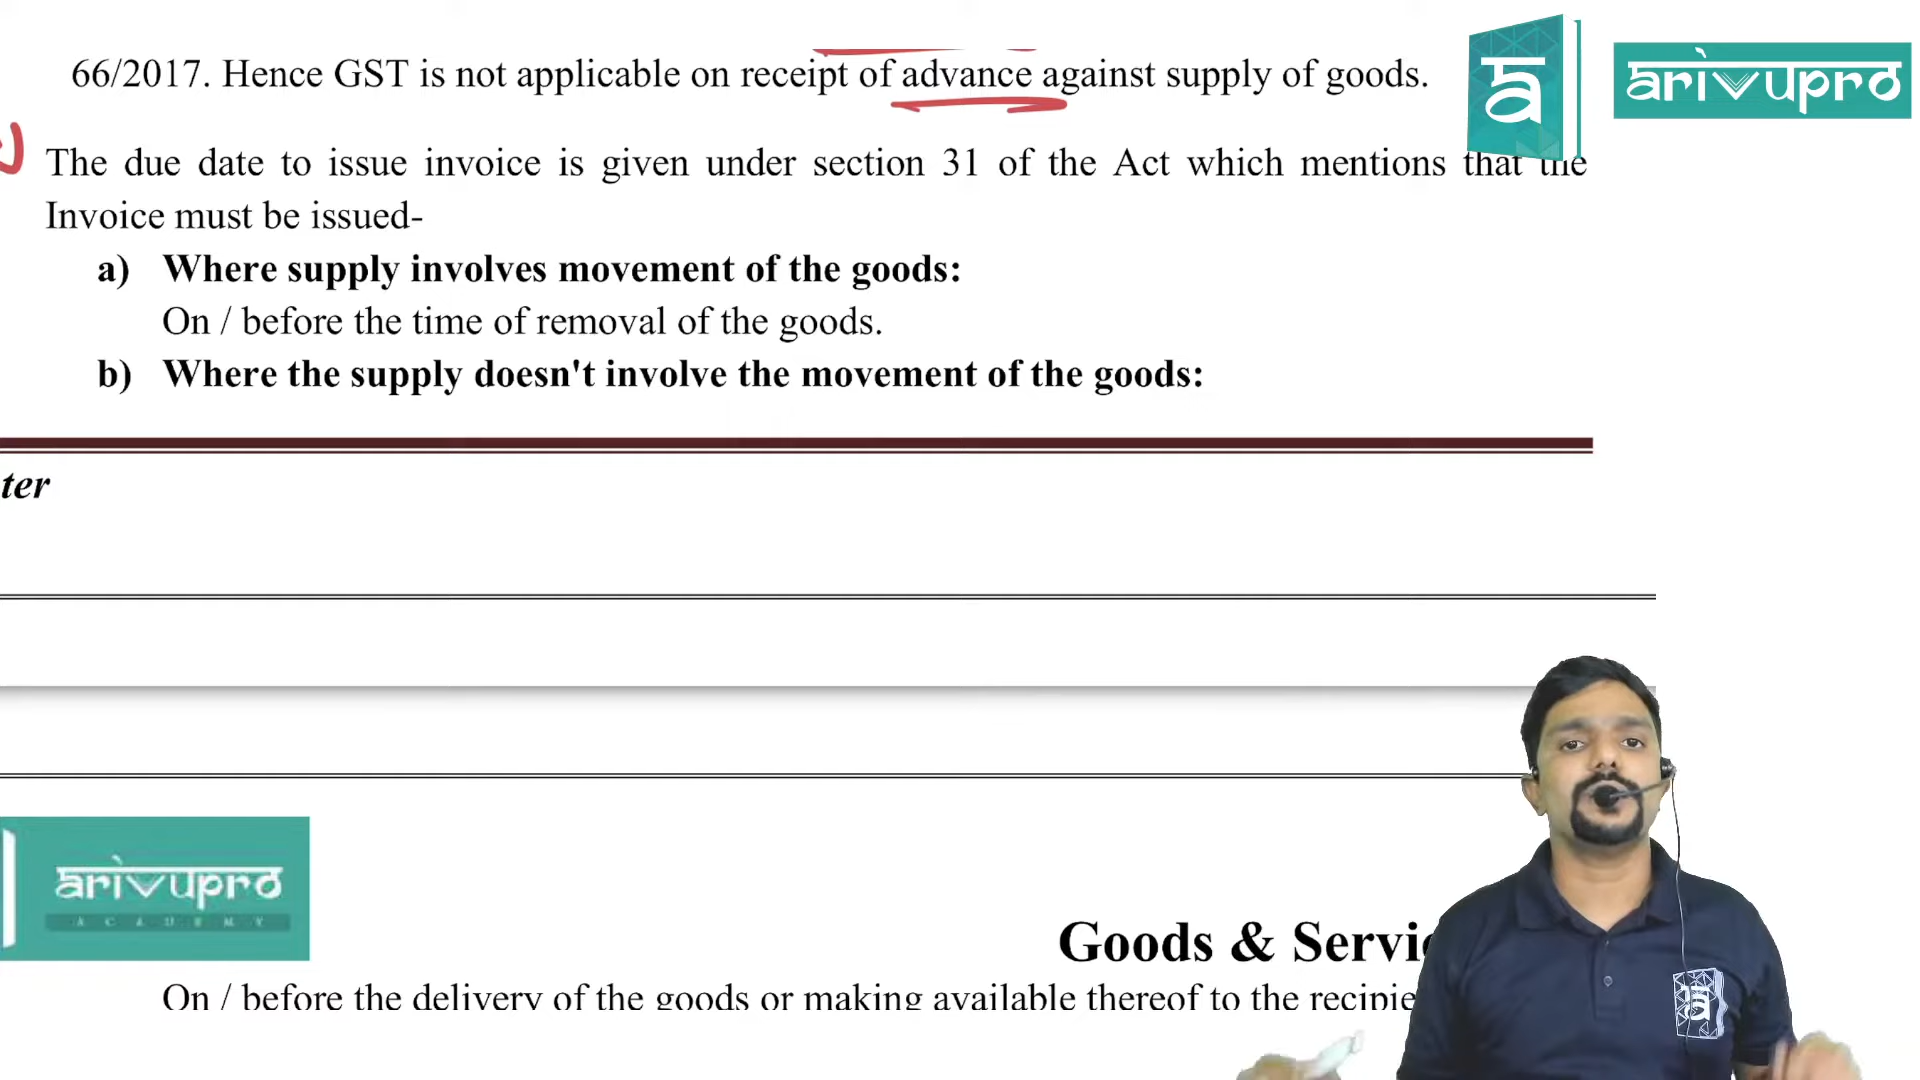 66/2017. Hence GST is not applicable on receipt of advance against supply of goods.
arivupro
The due date to issue invoice is given under section 31 of the Act which mentions that the
Invoice must be issued-
a) Where supply involves movement of the goods:
On / before the time of removal of the goods.
b) Where the supply doesn't involve the movement of the goods:
ter
arivupro
ACADEMY
Goods & Servic
On / before the delivery of the goods or making available thereof to the recipie